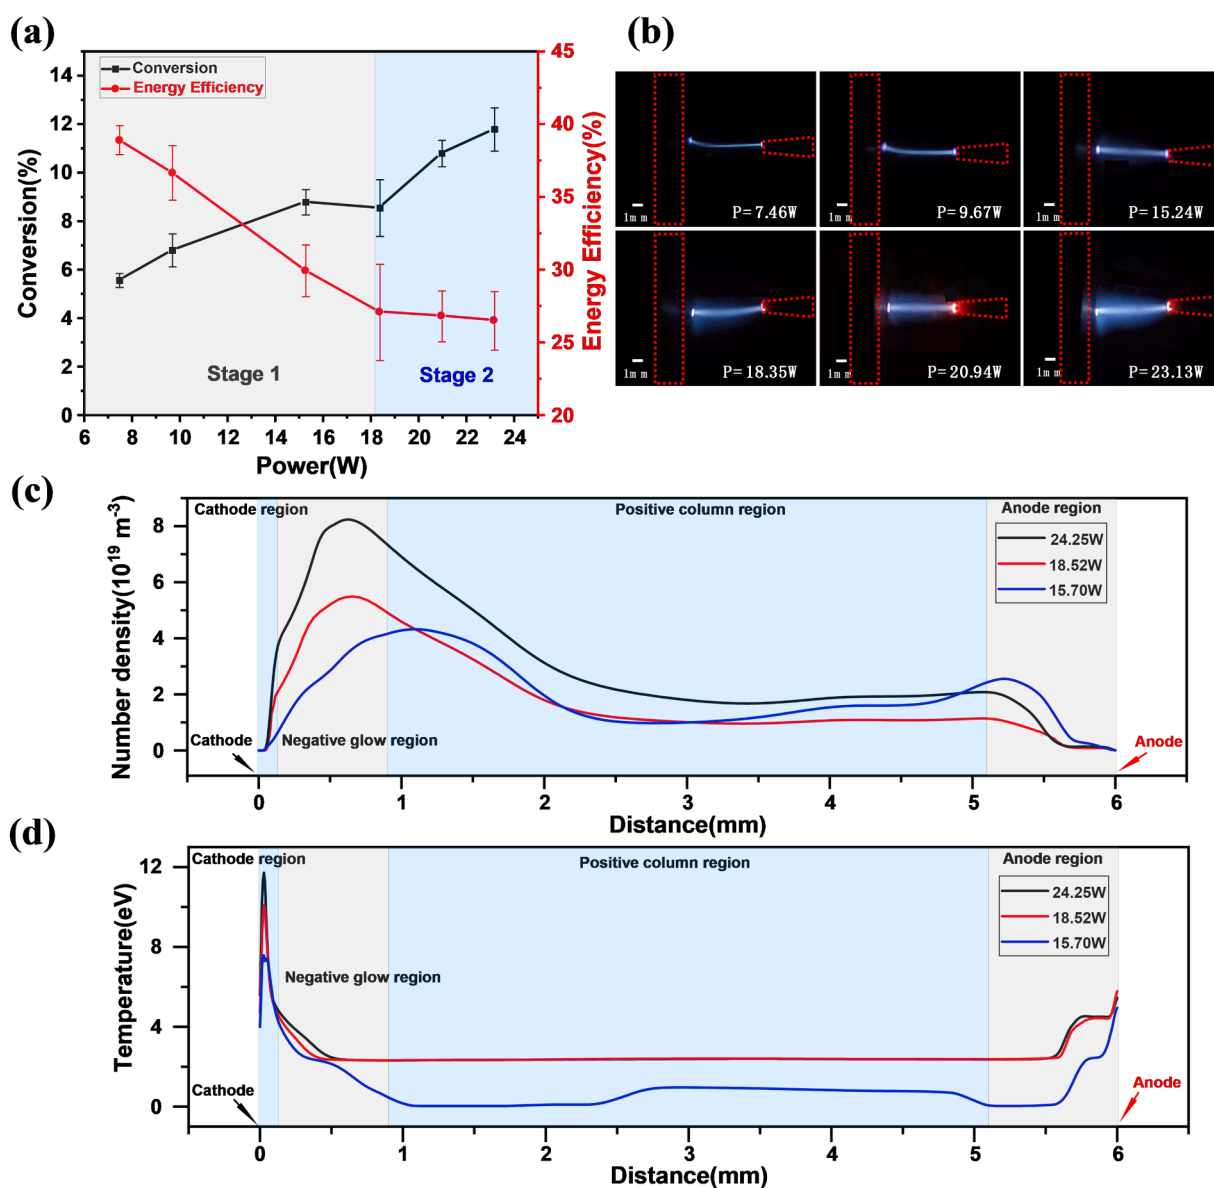 (a)
Conversion
Energy Efficiency
Conversion(%)
14
12
10
8
6
4
2
0
45
40
35
30
25
20
Energy Efficiency(%)
Stage 1
Stage 2
6 8 10 12 14 16 18 20 22 24
Power(W)
(b)
1mm P=7.46W
1mm P=9.67W
1mm P=15.24W
1mm P=18.35W
1mm P=20.94W
1mm P=23.13W
(c)
Number density(10¹⁹ m⁻³)
8
6
4
2
0
Cathode region
Positive column region
Anode region
24.25W
18.52W
15.70W
Cathode
Negative glow region
Anode
0 1 2 3 4 5 6
Distance(mm)
(d)
Temperature(eV)
12
8
4
0
Cathode region
Positive column region
Anode region
24.25W
18.52W
15.70W
Negative glow region
Cathode
Anode
0 1 2 3 4 5 6
Distance(mm)